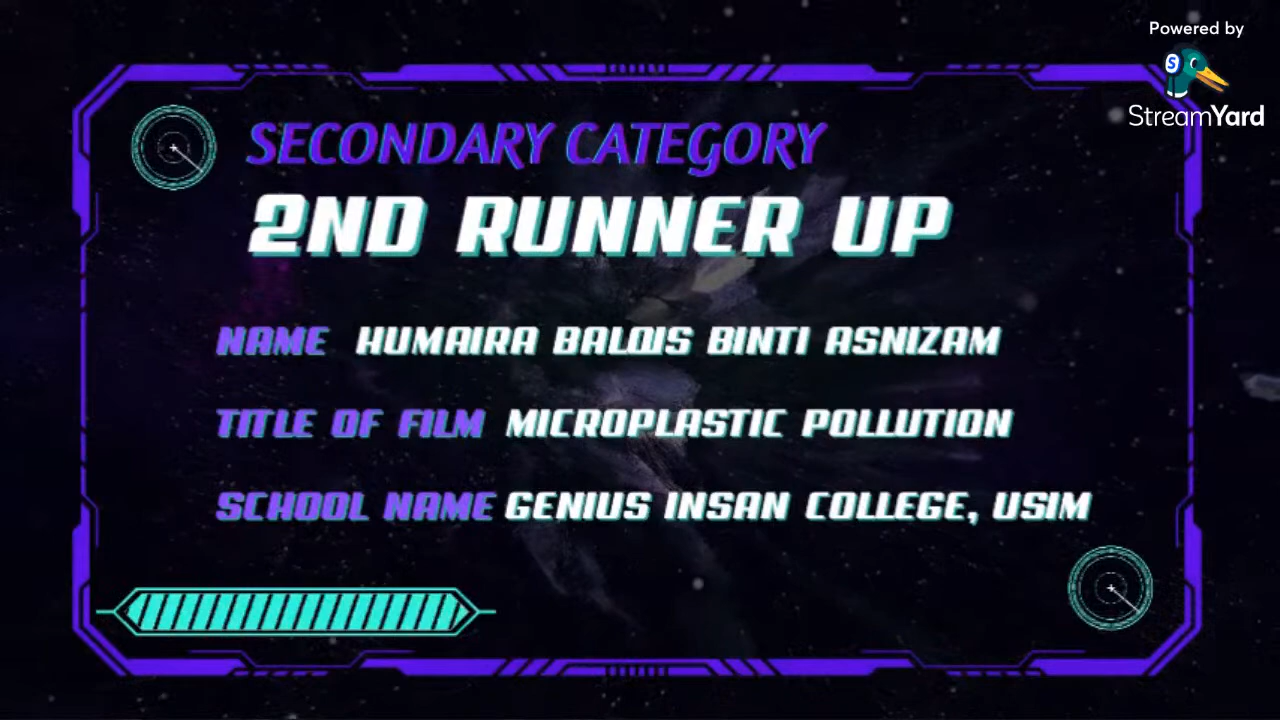 Powered by
StreamYard
SECONDARY CATEGORY
2ND RUNNER UP
NAME HUMAIRA BALQIS BINTI ASNIZAM
TITLE OF FILM MICROPLASTIC POLLUTION
SCHOOL NAME GENIUS INSAN COLLEGE, USIM